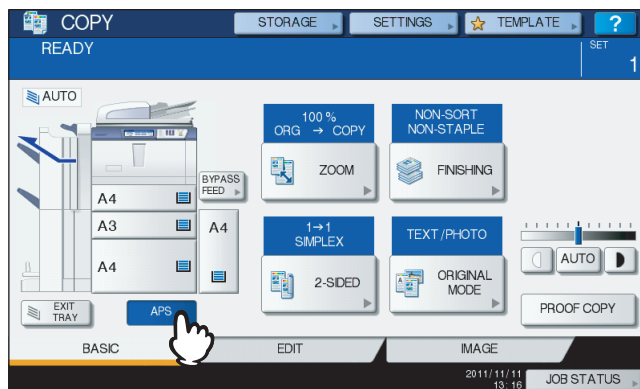 COPY
STORAGE
SETTINGS
TEMPLATE
?
READY
SET
1
AUTO
100 %
ORG → COPY
NON-SORT
NON-STAPLE
ZOOM
FINISHING
BYPASS
FEED
A4
A3
A4
A4
1→1
SIMPLEX
TEXT/PHOTO
2-SIDED
ORIGINAL
MODE
AUTO
EXIT
TRAY
APS
PROOF COPY
BASIC
EDIT
IMAGE
2011/11/11
13:16
JOB STATUS